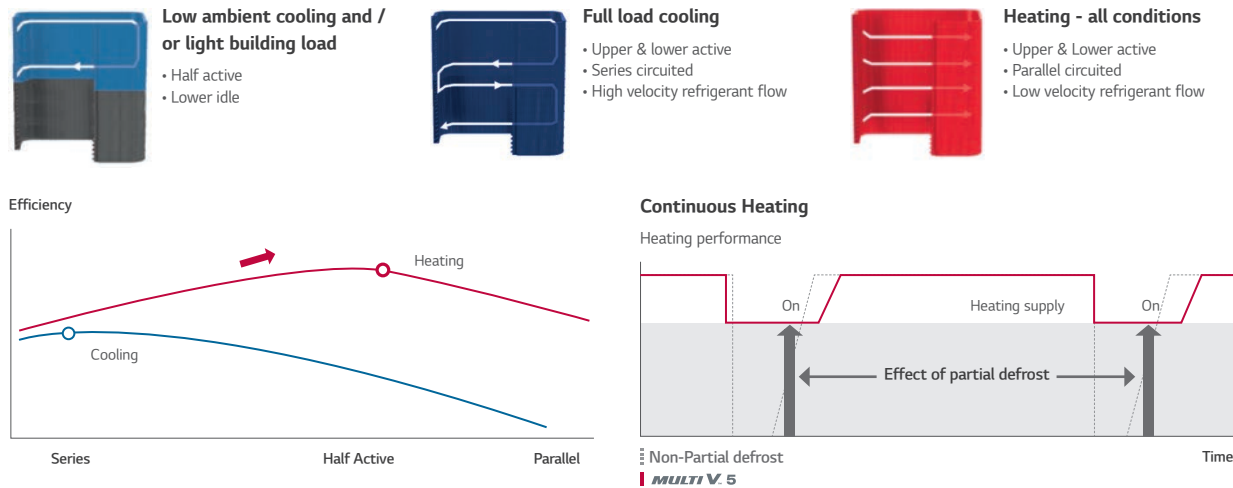 Low ambient cooling and /
or light building load
• Half active
• Lower idle
Full load cooling
• Upper & lower active
• Series circuited
• High velocity refrigerant flow
Heating - all conditions
• Upper & Lower active
• Parallel circuited
• Low velocity refrigerant flow
Efficiency
Heating
Cooling
Series
Half Active
Parallel
Continuous Heating
Heating performance
On
Heating supply
On
Effect of partial defrost
Non-Partial defrost
Time
MULTI V™ 5